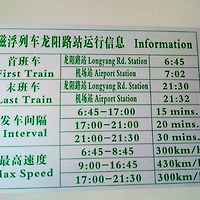 磁浮列车龙阳路站运行信息 Information
首班车 龙阳路站 Longyang Rd. Station 6:45
First Train 机场站 Airport Station 7:02
末班车 龙阳路站 Longyang Rd. Station 21:30
Last Train 机场站 Airport Station 21:32
发车间隔 6:45-17:00 15 mins.
Interval 17:00-21:00 20 mins.
21:00-21:30 30 mins.
最高速度 6:45-8:45 300km/h
Max Speed 9:00-16:45 430km/h
17:00-21:30 300km/h